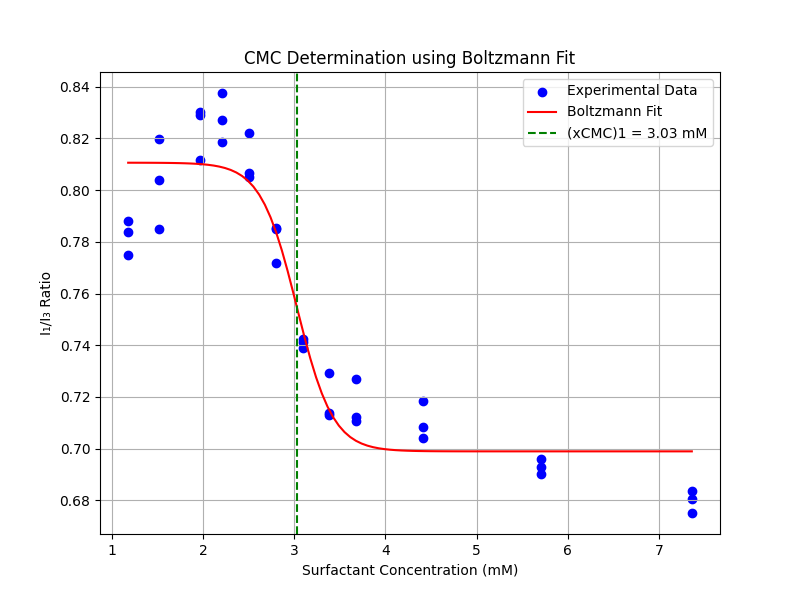 CMC Determination using Boltzmann Fit
Experimental Data
Boltzmann Fit
(xCMC)1 = 3.03 mM
I₁/I₃ Ratio
0.84
0.82
0.80
0.78
0.76
0.74
0.72
0.70
0.68
1 2 3 4 5 6 7
Surfactant Concentration (mM)